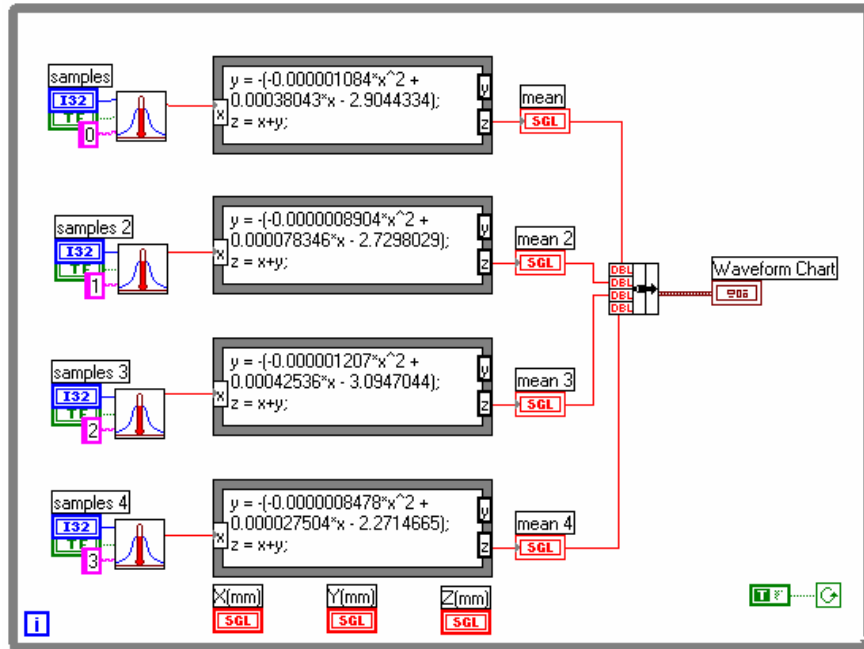 samples
I32
TF
0
y = -(-0.000001084*x^2 +
0.00038043*x - 2.9044334);
z = x+y;
x
y
z
mean
SGL
samples 2
I32
TF
1
y = -(-0.0000008904*x^2 +
0.000078346*x - 2.7298029);
z = x+y;
x
y
z
mean 2
SGL
DBL
DBL
DBL
DBL
Waveform Chart
samples 3
I32
TF
2
y = -(-0.000001207*x^2 +
0.00042536*x - 3.0947044);
z = x+y;
x
y
z
mean 3
SGL
samples 4
I32
TF
3
y = -(-0.0000008478*x^2 +
0.000027504*x - 2.2714665);
z = x+y;
x
y
z
mean 4
SGL
X(mm)
SGL
Y(mm)
SGL
Z(mm)
SGL
T
i